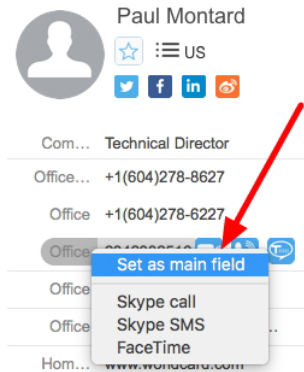 Paul Montard
US
Com... Technical Director
Office... +1(604)278-8627
Office +1(604)278-6227
Office
Set as main field
Office
Skype call
Office Skype SMS ..
FaceTime
Hom... www.worldcard.com